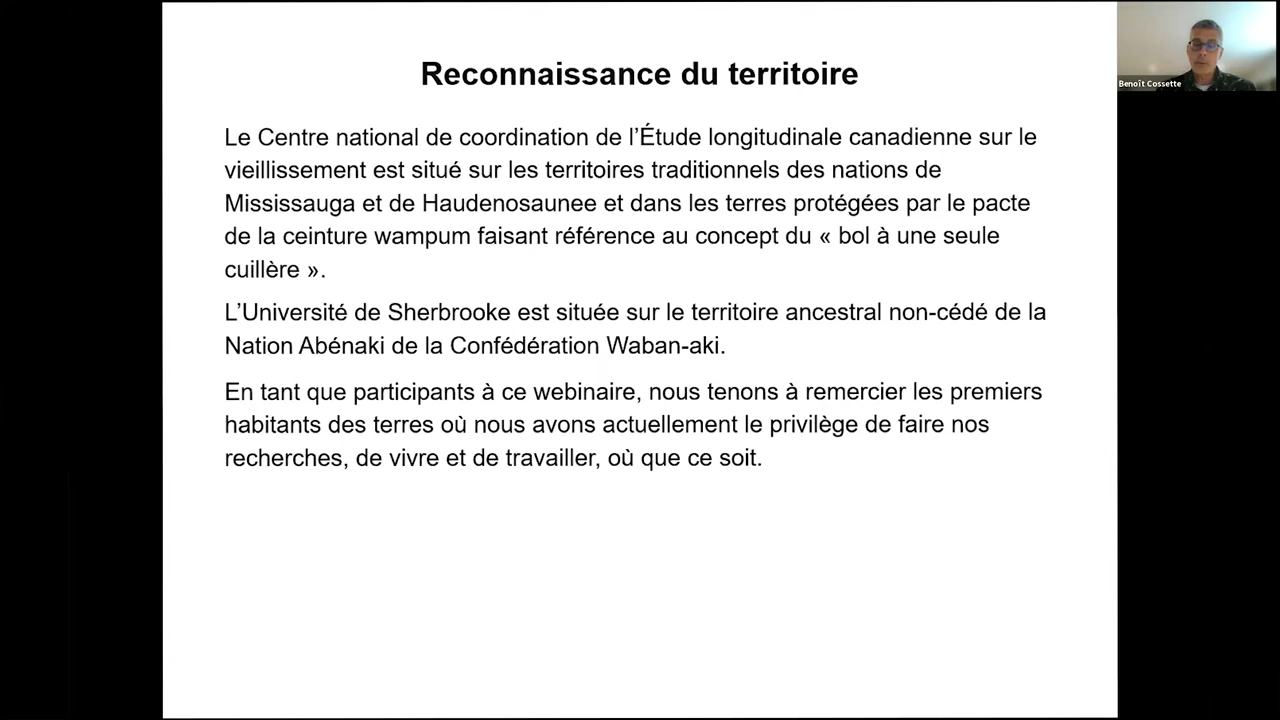 Reconnaissance du territoire
Benoît Cossette
Le Centre national de coordination de l’Étude longitudinale canadienne sur le
vieillissement est situé sur les territoires traditionnels des nations de
Mississauga et de Haudenosaunee et dans les terres protégées par le pacte
de la ceinture wampum faisant référence au concept du « bol à une seule
cuillère ».
L’Université de Sherbrooke est située sur le territoire ancestral non-cédé de la
Nation Abénaki de la Confédération Waban-aki.
En tant que participants à ce webinaire, nous tenons à remercier les premiers
habitants des terres où nous avons actuellement le privilège de faire nos
recherches, de vivre et de travailler, où que ce soit.